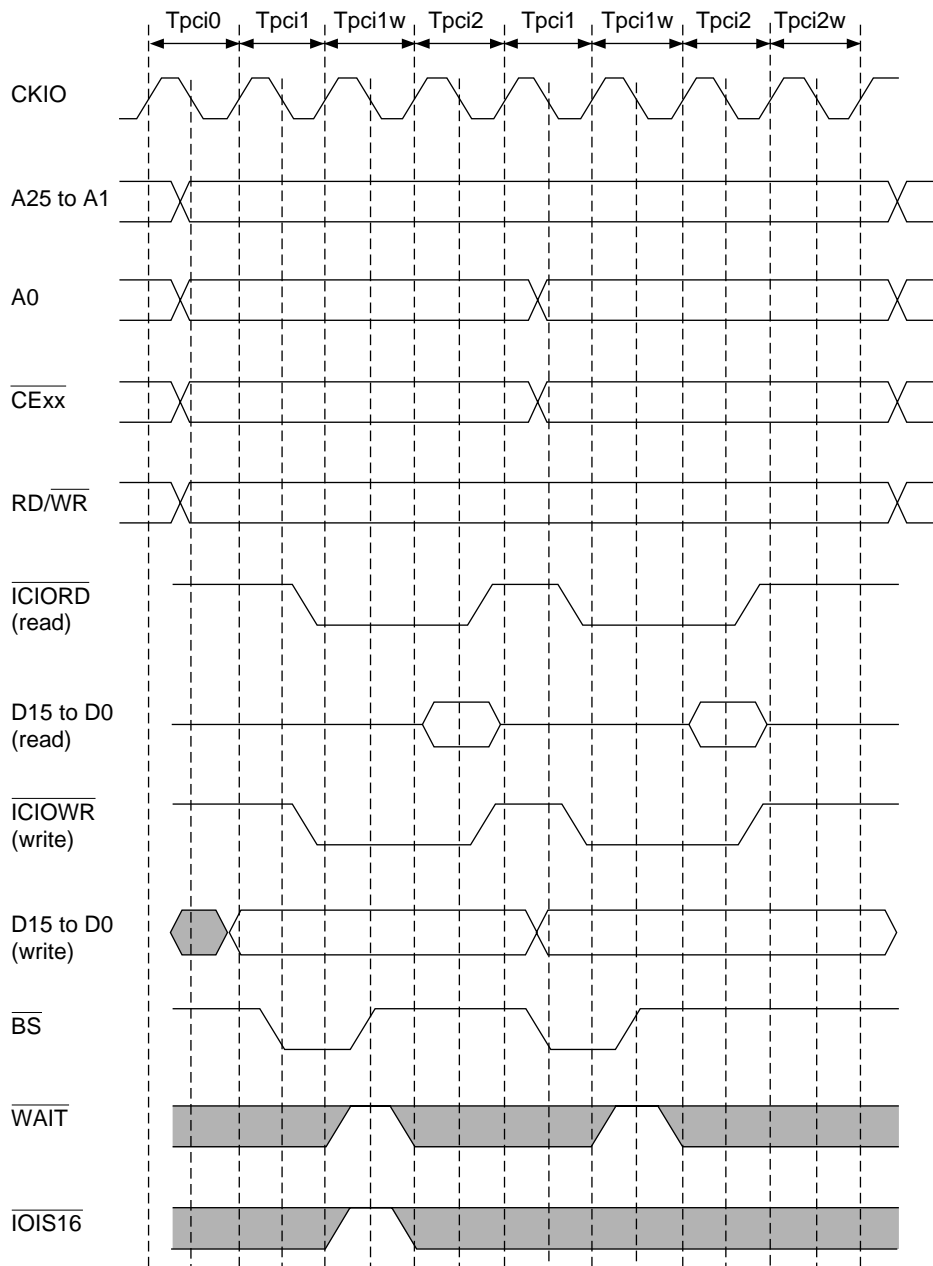 Tpci0 Tpci1 Tpci1w Tpci2 Tpci1 Tpci1w Tpci2 Tpci2w
CKIO
A25 to A1
A0
CExx
RD/WR
ICIORD
(read)
D15 to D0
(read)
ICIOWR
(write)
D15 to D0
(write)
BS
WAIT
IOIS16